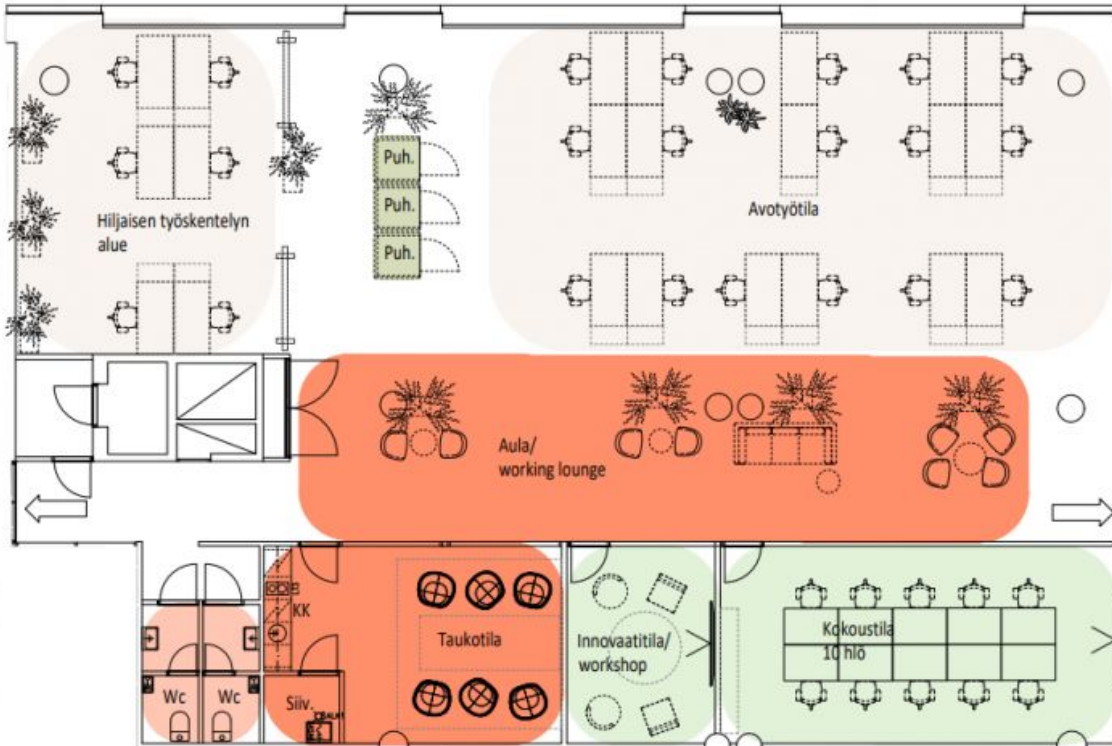 Puh.
Puh.
Puh.
Hiljaisen työskentelyn
alue
Avotyötila
Aula/
working lounge
KK
Taukotila
Innovaatitila/
workshop
Kokoustila
10 hlö
Wc
Wc
Siiv.